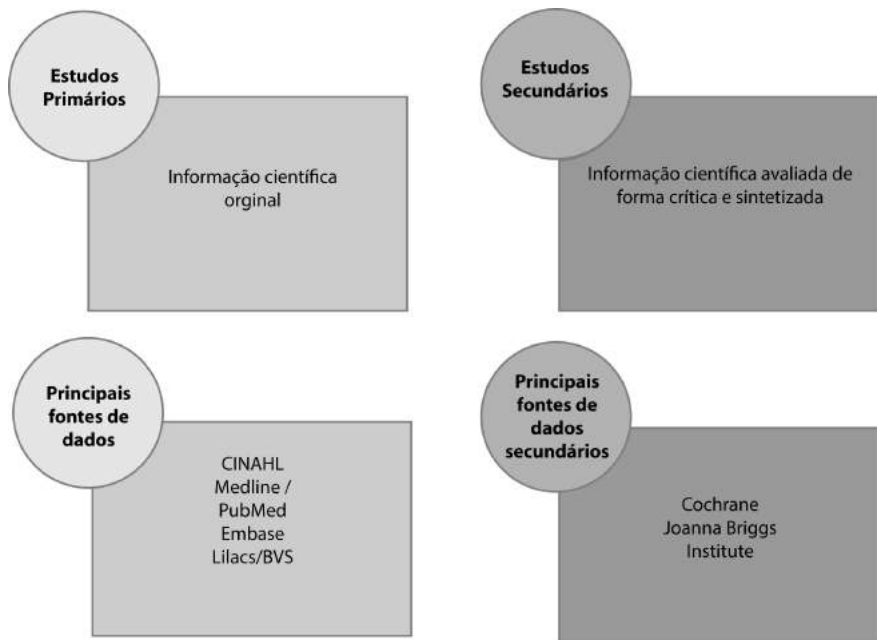 Estudos
Primários
Informação científica
orginal
Estudos
Secundários
Informação científica avaliada de
forma crítica e sintetizada
Principais
fontes de
dados
CINAHL
Medline /
PubMed
Embase
Lilacs/BVS
Principais
fontes de
dados
secundários
Cochrane
Joanna Briggs
Institute